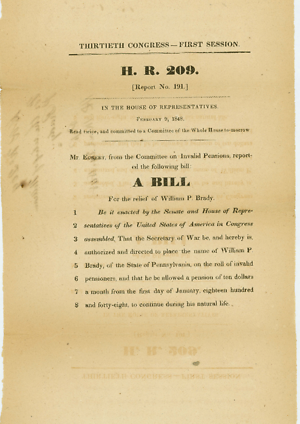 THIRTIETH CONGRESS—FIRST SESSION.
H. R. 209.
[Report No. 191.]
IN THE HOUSE OF REPRESENTATIVES
FEBRUARY 9, 1848.
Read twice, and committed to a Committee of the Whole House to-morrow.
Mr. from the Committee on Invalid Pensions, report-
ed the following bill:
A BILL
For the relief of William P. Brady.
1 Be it enacted by the Senate and House of Repre-
2 sentatives of the United States of America in Congress
3 assembled, That the Secretary of War be, and hereby is,
4 authorized and directed to place the name of William P.
5 Brady, of the State of Pennsylvania, on the roll of invalid
6 pensioners, and that he be allowed a pension of ten dollars
7 a month from the first day of January, eighteen hundred
8 and forty-eight, to continue during his natural life.